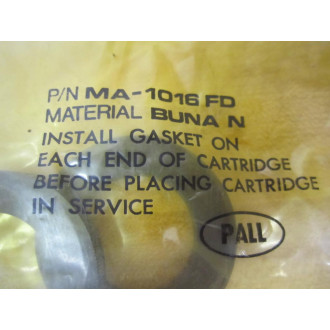 P/N MA-1016 FD
MATERIAL BUNA N
INSTALL GASKET ON
EACH END OF CARTRIDGE
BEFORE PLACING CARTRIDGE
IN SERVICE
PALL